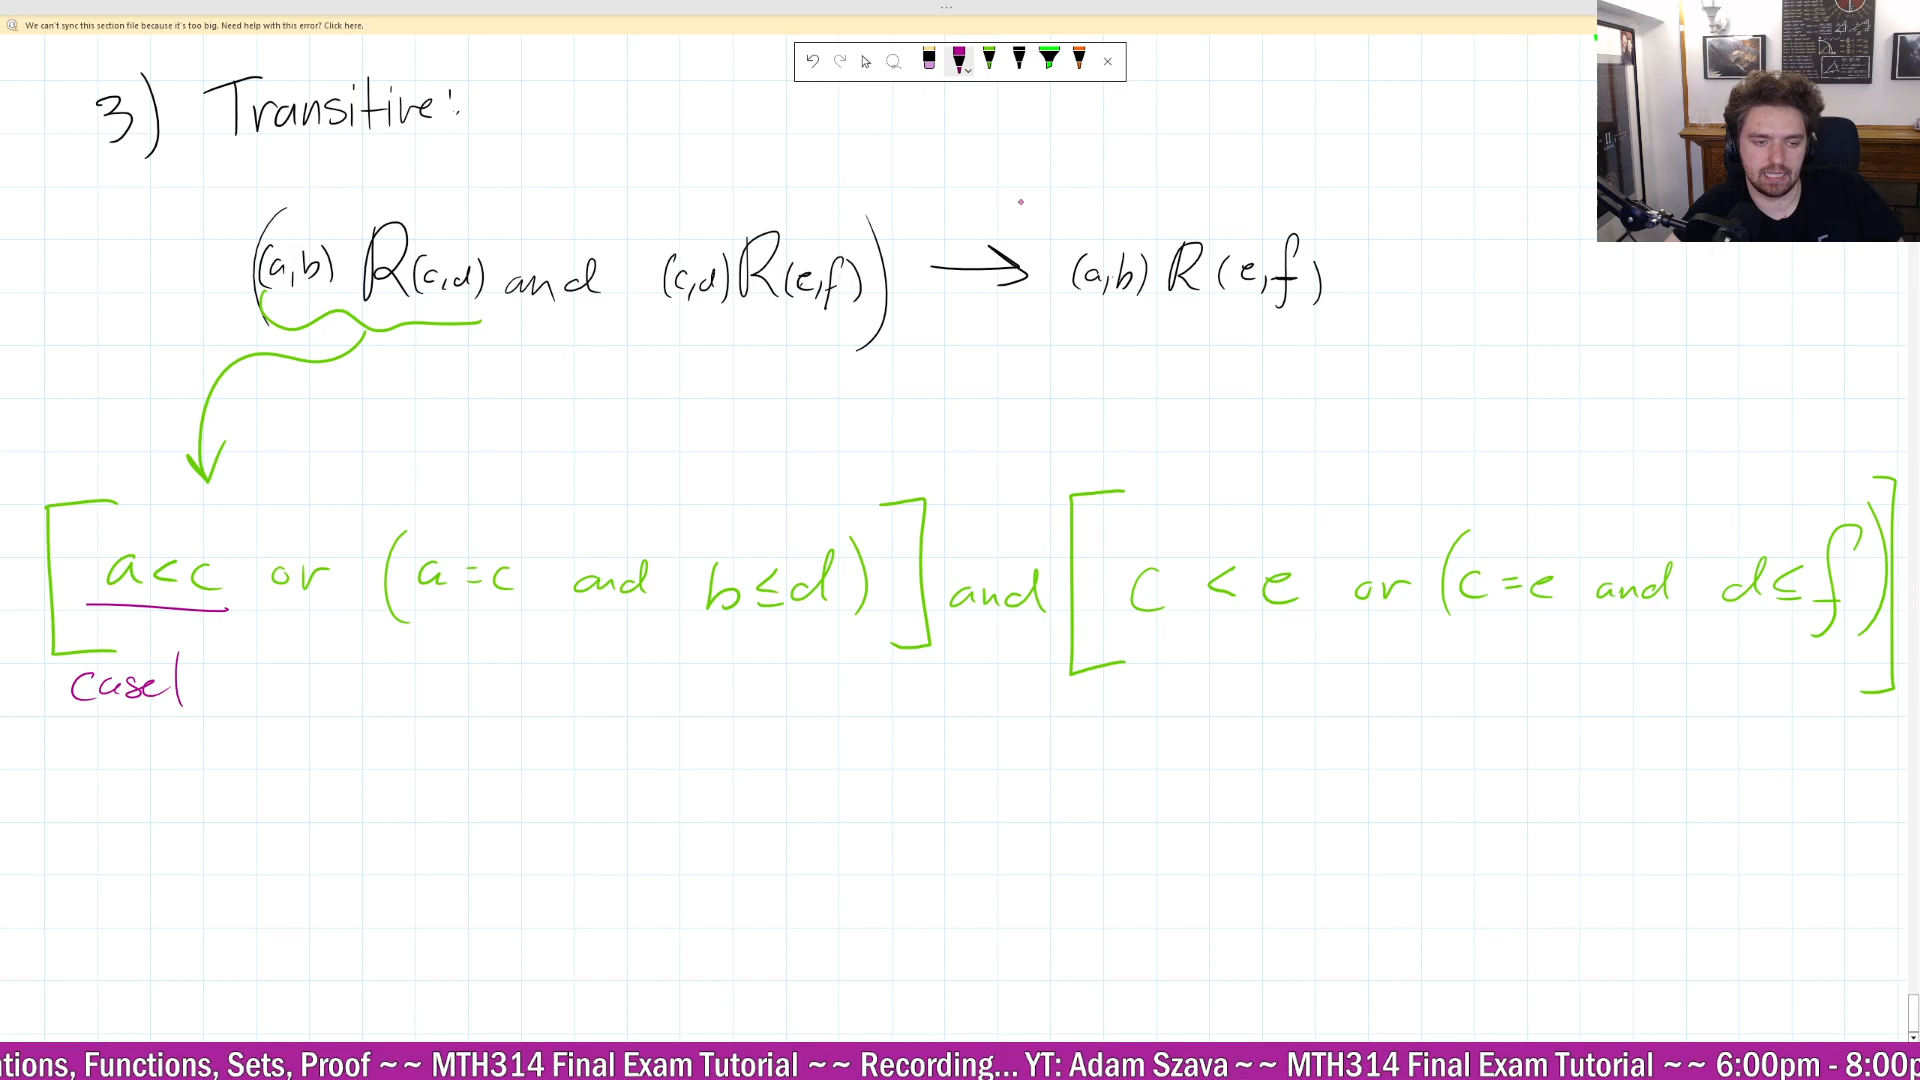 We can't sync this section file because it's too big. Need help with this error? Click here.
3) Transitive:
((a,b) R (c,d) and (c,d) R (e,f)) → (a,b) R (e,f)
[a<c or (a=c and b≤d)] and [c<e or (c=e and d≤f)]
case1
ations, Functions, Sets, Proof ~~ MTH314 Final Exam Tutorial ~~ Recording... YT: Adam Szava ~~ MTH314 Final Exam Tutorial ~~ 6:00pm - 8:00p